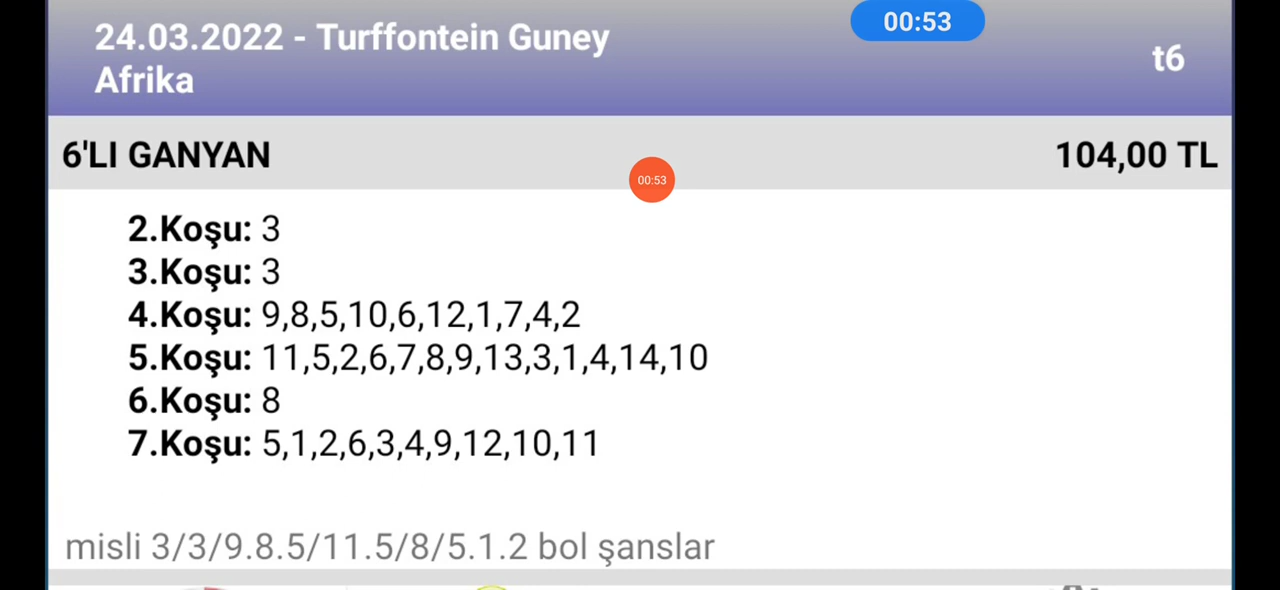 00:53
24.03.2022 - Turffontein Guney
Afrika
t6
6'LI GANYAN
104,00 TL
00:53
2.Koşu: 3
3.Koşu: 3
4.Koşu: 9,8,5,10,6,12,1,7,4,2
5.Koşu: 11,5,2,6,7,8,9,13,3,1,4,14,10
6.Koşu: 8
7.Koşu: 5,1,2,6,3,4,9,12,10,11
misli 3/3/9.8.5/11.5/8/5.1.2 bol şanslar